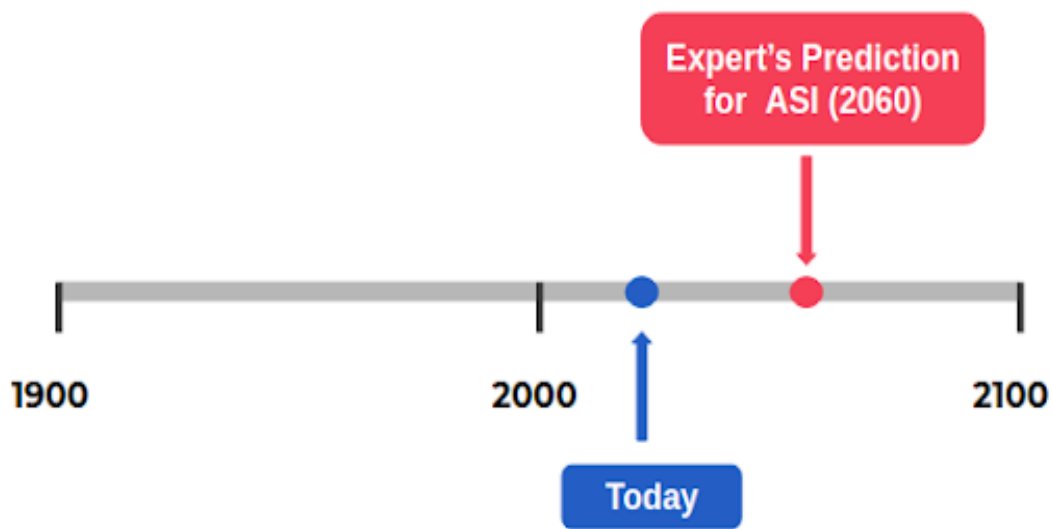 Expert’s Prediction
for ASI (2060)
1900
2000
2100
Today